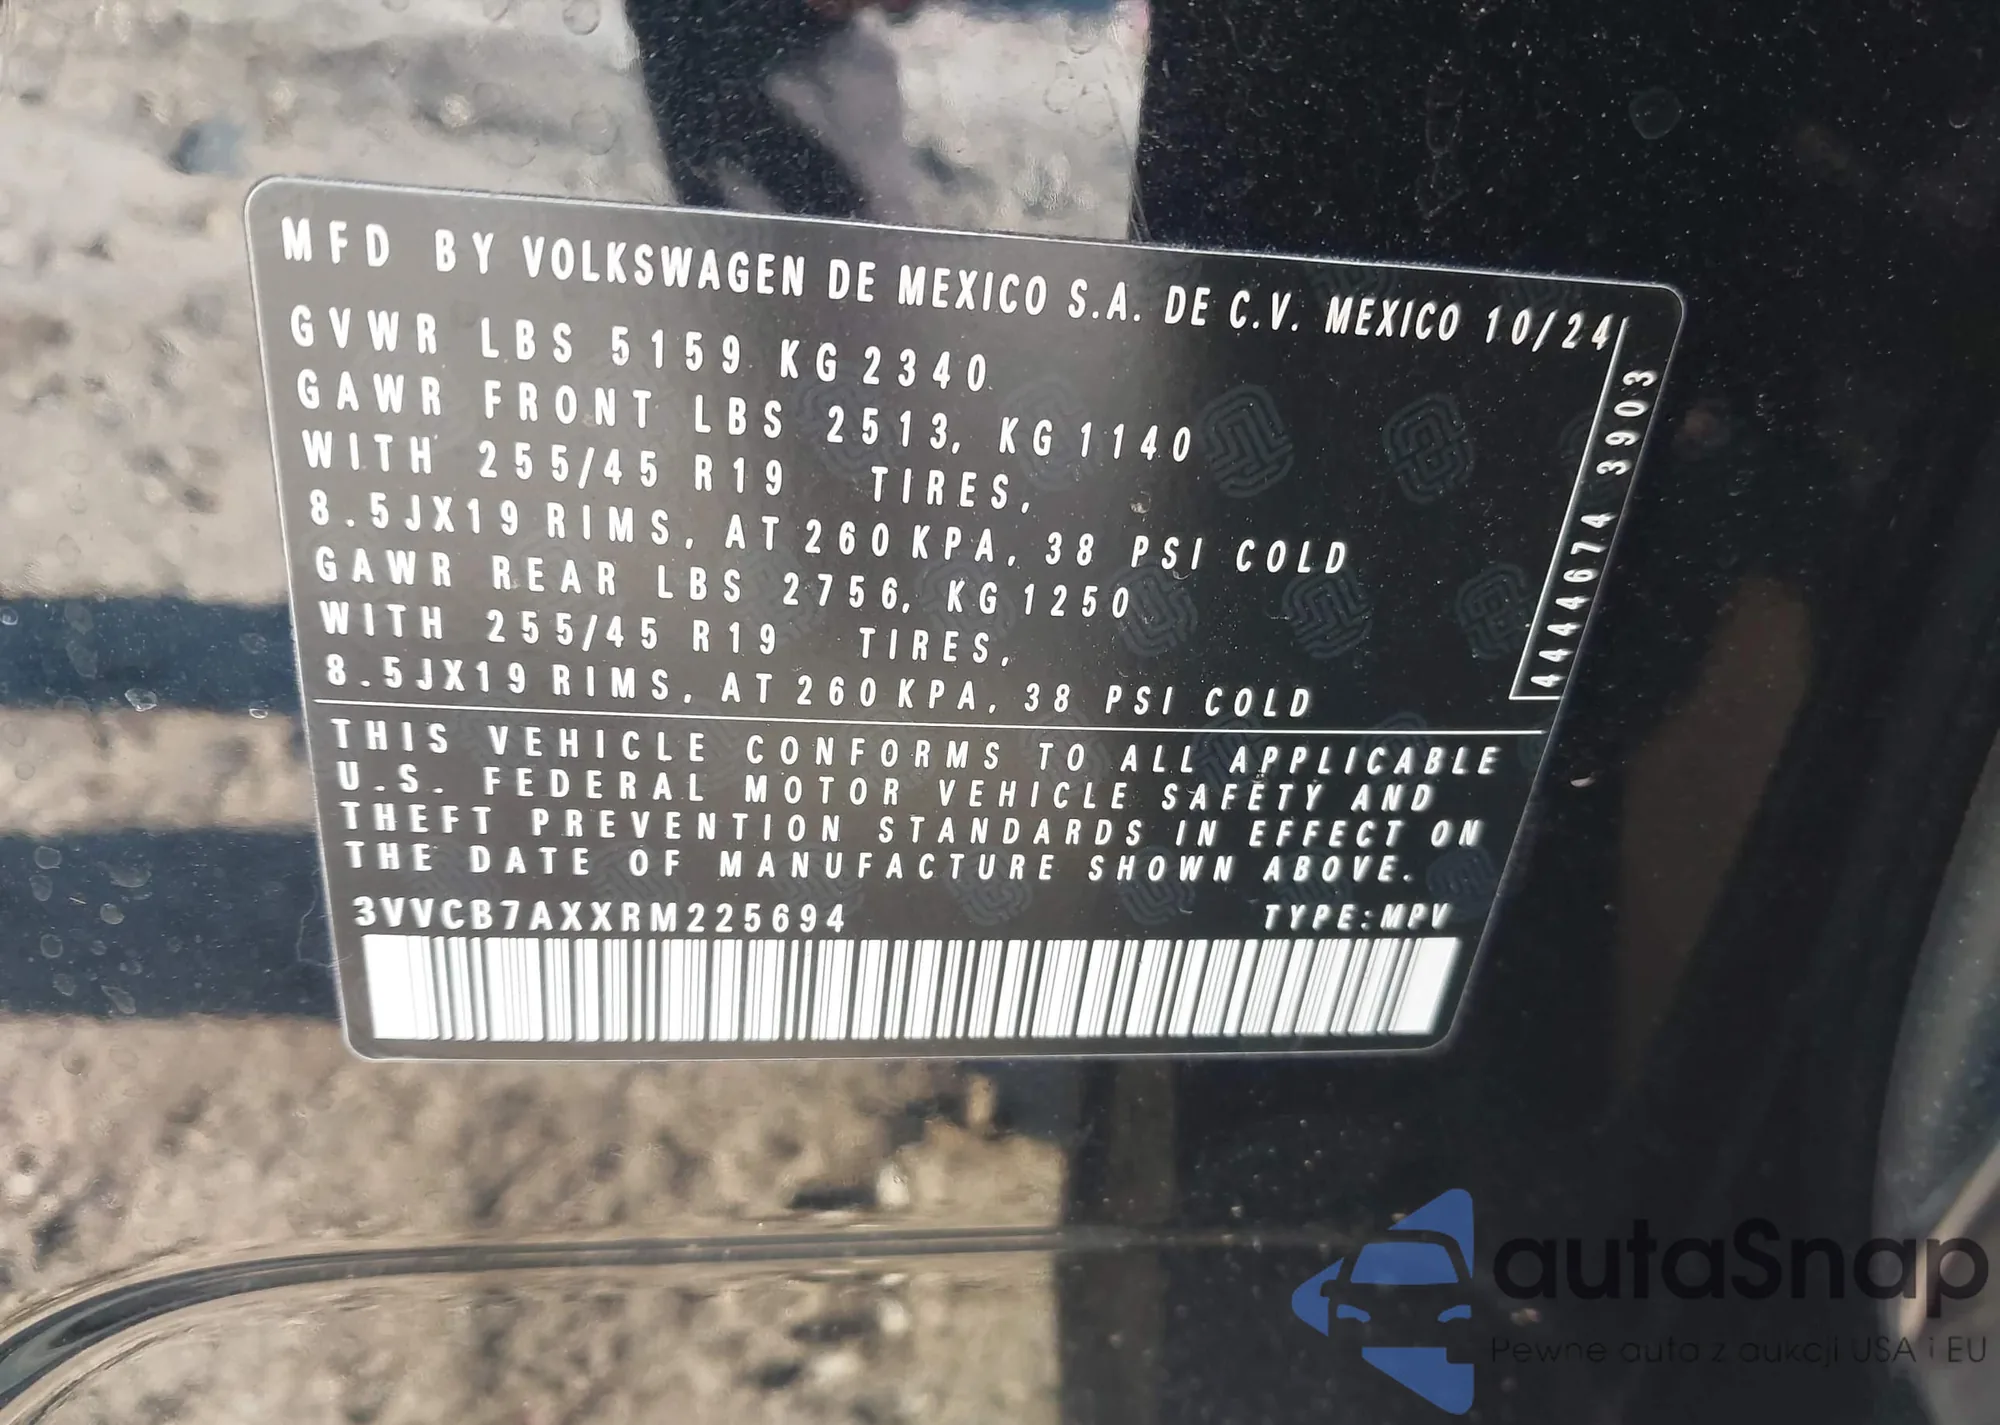 MFD BY VOLKSWAGEN DE MEXICO S.A. DE C.V. MEXICO 10/24
GVWR LBS 5159 KG 2340
GAWR FRONT LBS 2513, KG 1140
WITH 255/45 R19 TIRES,
8.5JX19 RIMS, AT 260 KPA, 38 PSI COLD
GAWR REAR LBS 2756, KG 1250
WITH 255/45 R19 TIRES,
8.5JX19 RIMS, AT 260 KPA, 38 PSI COLD
4444674 3903
THIS VEHICLE CONFORMS TO ALL APPLICABLE
U.S. FEDERAL MOTOR VEHICLE SAFETY AND
THEFT PREVENTION STANDARDS IN EFFECT ON
THE DATE OF MANUFACTURE SHOWN ABOVE.
3VVCB7AXXRM225694 TYPE:MPV
autaSnap
Pewne auta z aukcji USA i EU